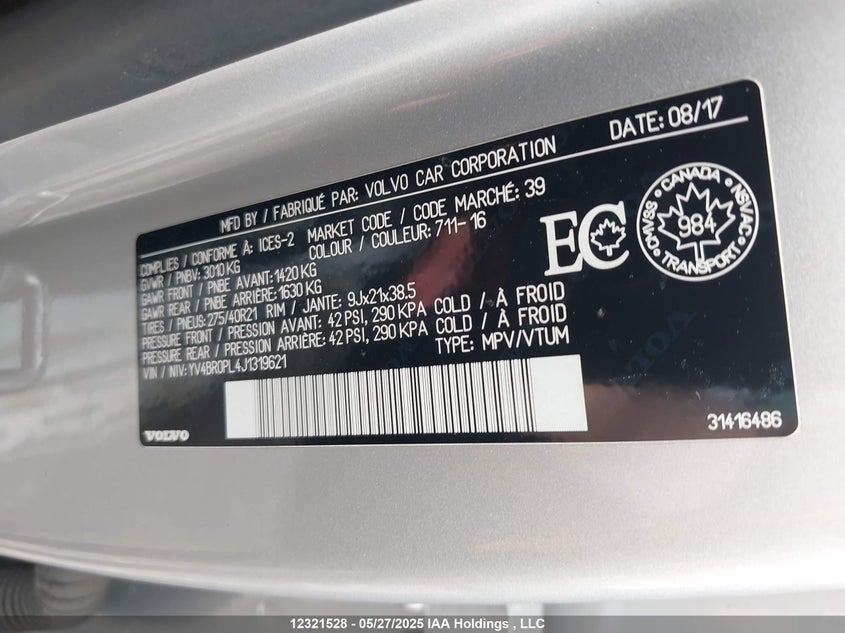 DATE: 08/17
MFD BY / FABRIQUÉ PAR: VOLVO CAR CORPORATION
COMPLIES / CONFORME À: ICES-2 MARKET CODE / CODE MARCHÉ: 39
GVWR / PNBV: 3010 KG COLOUR / COULEUR: 711-16
GAWR FRONT / PNBE AVANT: 1420 KG
GAWR REAR / PNBE ARRIÈRE: 1630 KG
TIRES / PNEUS: 275/40R21 RIM / JANTE: 9Jx21x38.5
PRESSURE FRONT / PRESSION AVANT: 42 PSI, 290 KPA COLD / À FROID
PRESSURE REAR / PRESSION ARRIÈRE: 42 PSI, 290 KPA COLD / À FROID
TYPE: MPV/VTUM
VIN / NIV: YV4BR0PL4J1319621
EC
CANADA
NSVAC
984
CMVSS
TRANSPORT
VOLVO
31416486
12321528 - 05/27/2025 IAA Holdings , LLC